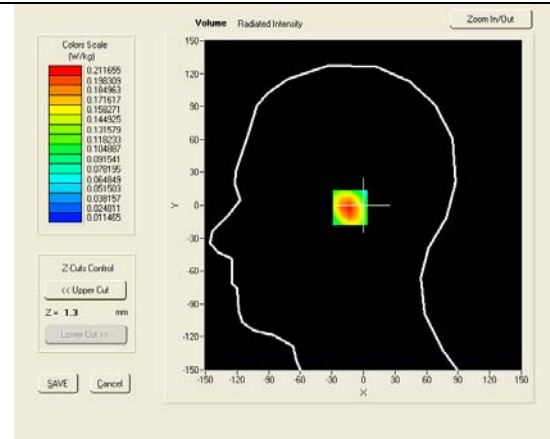 Volume Radiated Intensity
Zoom In/Out
Colors Scale
(W/kg)
0.211655
0.198309
0.184963
0.171617
0.158271
0.144925
0.131579
0.118233
0.104887
0.091541
0.078195
0.064849
0.051503
0.038157
0.024811
0.011465
150-
120-
90-
60-
30-
Y 0-
-30-
-60-
-90-
-120-
-150-
-150 -120 -90 -60 -30 0 30 60 90 120 150
X
Z Cuts Control
<< Upper Cut
Z = 1.3 mm
Lower Cut >>
SAVE Cancel